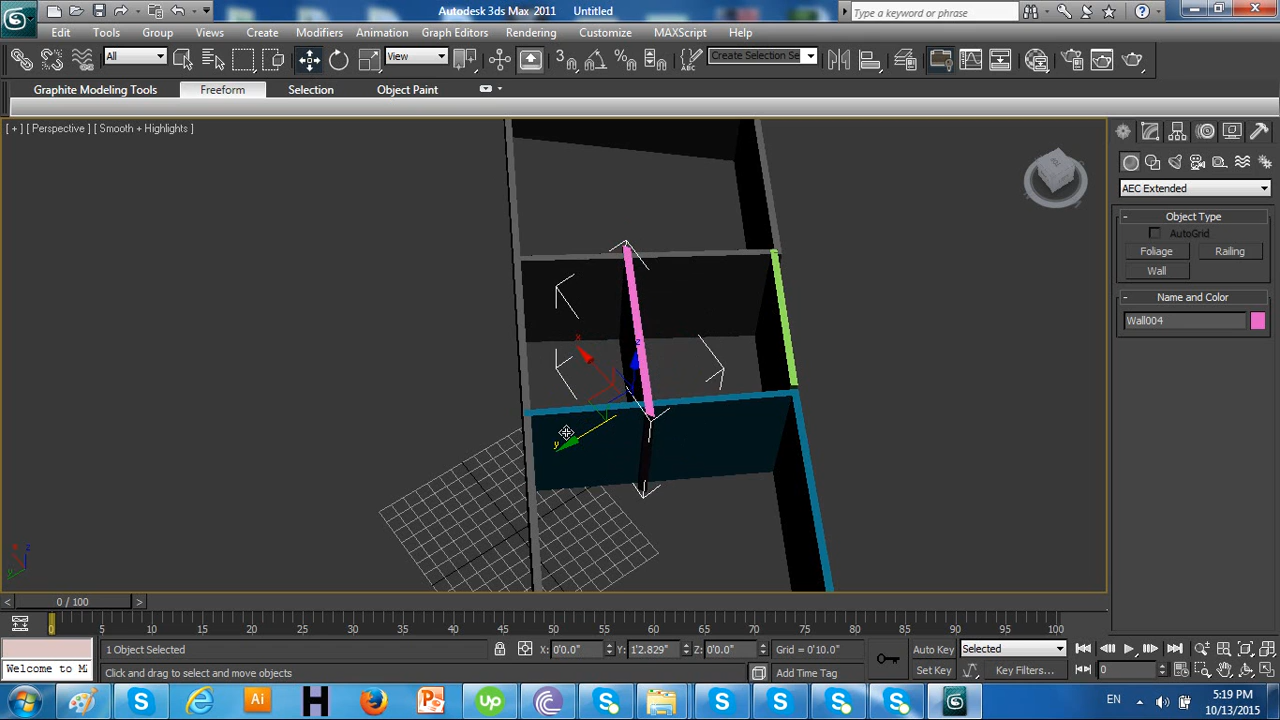 Autodesk 3ds Max 2011 Untitled
Type a keyword or phrase
Edit Tools Group Views Create Modifiers Animation Graph Editors Rendering Customize MAXScript Help
All View 3 Create Selection Se
Graphite Modeling Tools Freeform Selection Object Paint
[ + ] [ Perspective ] [ Smooth + Highlights ]
AEC Extended
- Object Type
AutoGrid
Foliage Railing
Wall
- Name and Color
Wall004
x
z
y
z
x
y
< 0 / 100 >
0 5 10 15 20 25 30 35 40 45 50 55 60 65 70 75 80 85 90 95 100
1 Object Selected X: 0'0.0" Y: 1'2.829" Z: 0'0.0" Grid = 0'10.0" Auto Key Selected
Welcome to M Click and drag to select and move objects Add Time Tag Set Key Key Filters... 0
Ai H Up EN 5:19 PM
10/13/2015